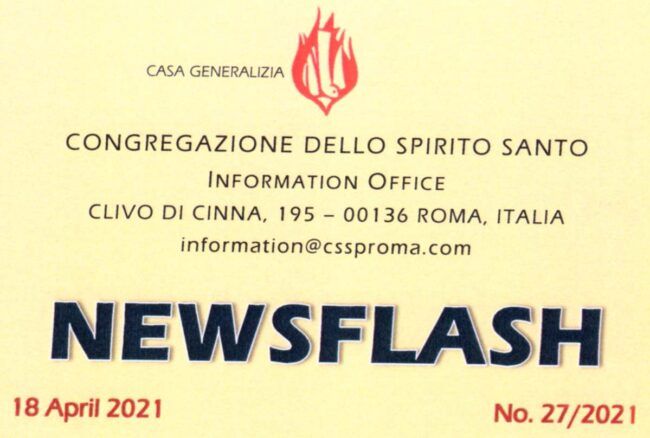 CASA GENERALIZIA
CONGREGAZIONE DELLO SPIRITO SANTO
INFORMATION OFFICE
CLIVO DI CINNA, 195 – 00136 ROMA, ITALIA
information@cssproma.com
NEWSFLASH
18 April 2021 No. 27/2021